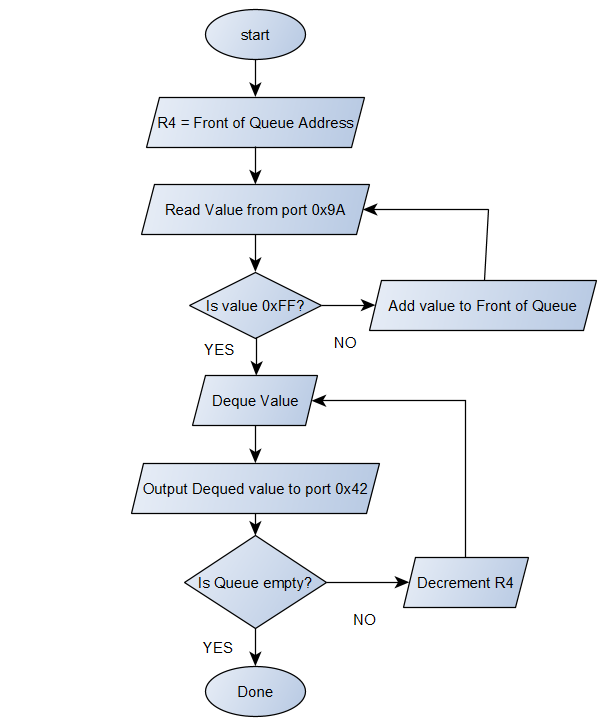 start
R4 = Front of Queue Address
Read Value from port 0x9A
Is value 0xFF?
Add value to Front of Queue
NO
YES
Deque Value
Output Dequed value to port 0x42
Is Queue empty?
Decrement R4
NO
YES
Done